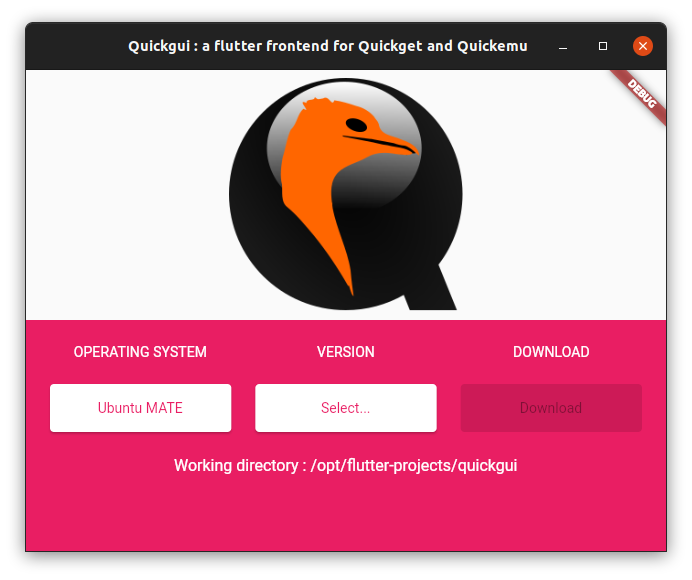 Quickgui : a flutter frontend for Quickget and Quickemu
DEBUG
OPERATING SYSTEM VERSION DOWNLOAD
Ubuntu MATE Select... Download
Working directory : /opt/flutter-projects/quickgui